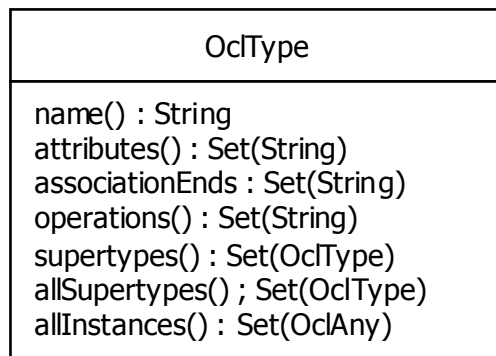 OclType
name() : String
attributes() : Set(String)
associationEnds : Set(String)
operations() : Set(String)
supertypes() : Set(OclType)
allSupertypes() ; Set(OclType)
allInstances() : Set(OclAny)